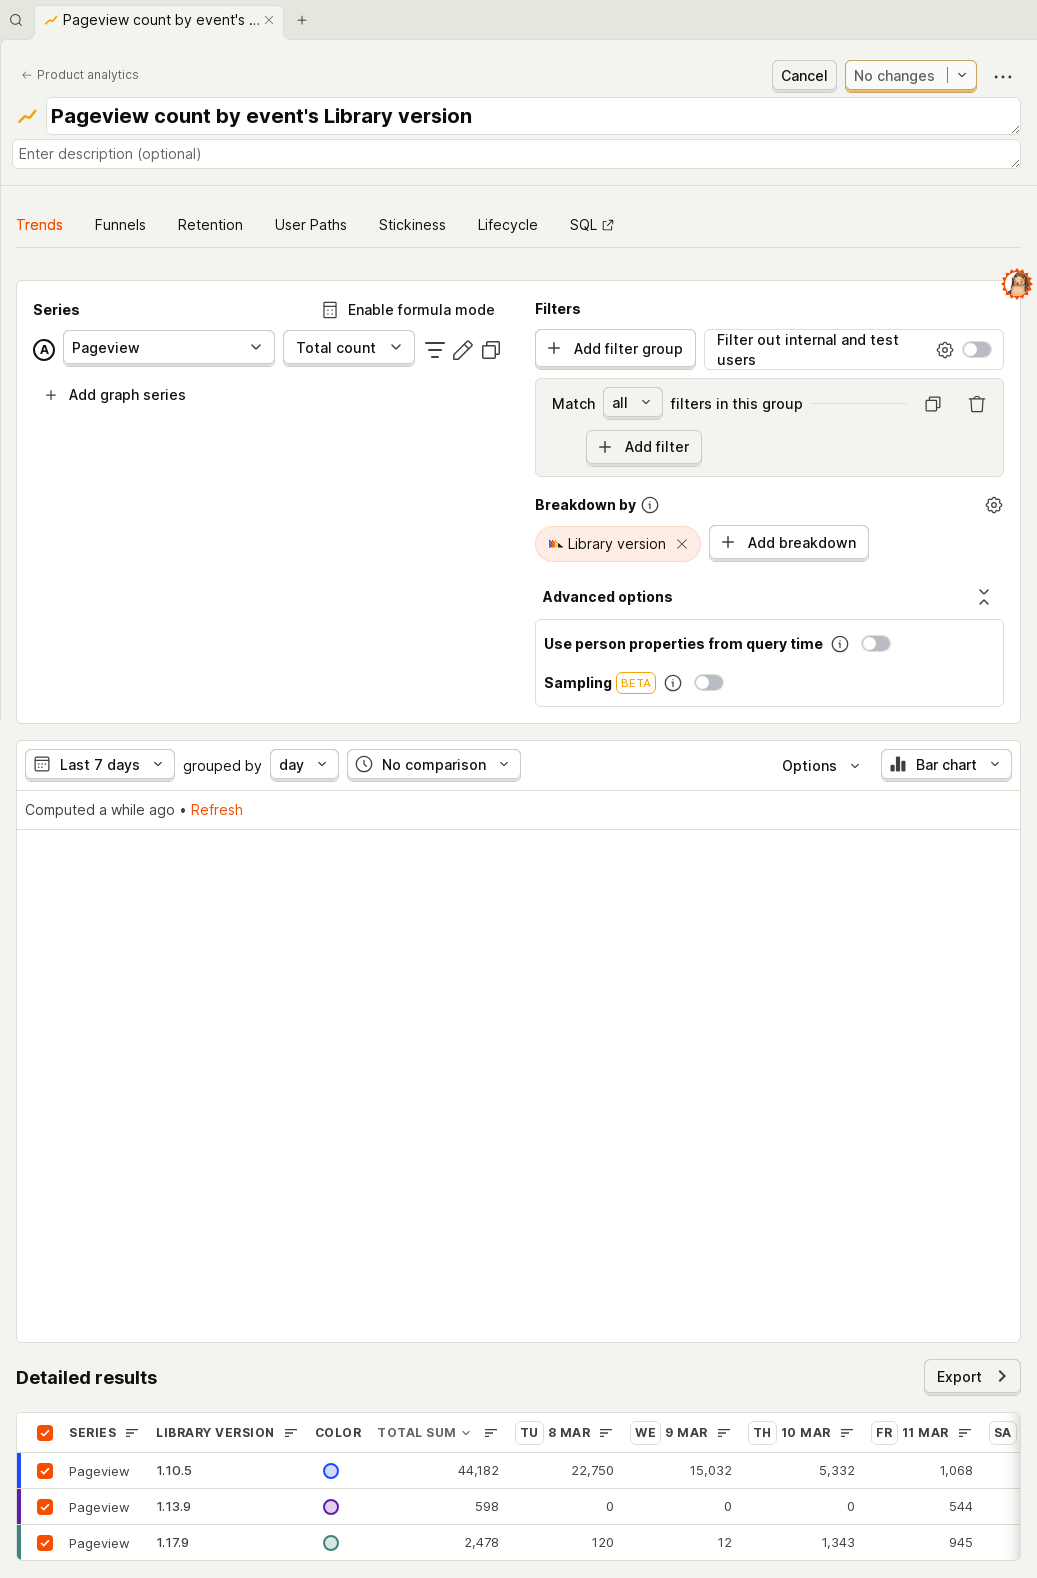 Pageview count by event's ...
Product analytics
Cancel
No changes
Pageview count by event's Library version
Enter description (optional)
Trends Funnels Retention User Paths Stickiness Lifecycle SQL
Series
Enable formula mode
A Pageview Total count
Add graph series
Filters
Add filter group
Filter out internal and test
users
Match all filters in this group
Add filter
Breakdown by
Library version
Add breakdown
Advanced options
Use person properties from query time
Sampling BETA
Last 7 days grouped by day No comparison Options Bar chart
Computed a while ago • Refresh
Detailed results
Export
SERIES LIBRARY VERSION COLOR TOTAL SUM TU 8 MAR WE 9 MAR TH 10 MAR FR 11 MAR SA
Pageview 1.10.5 44,182 22,750 15,032 5,332 1,068
Pageview 1.13.9 598 0 0 0 544
Pageview 1.17.9 2,478 120 12 1,343 945